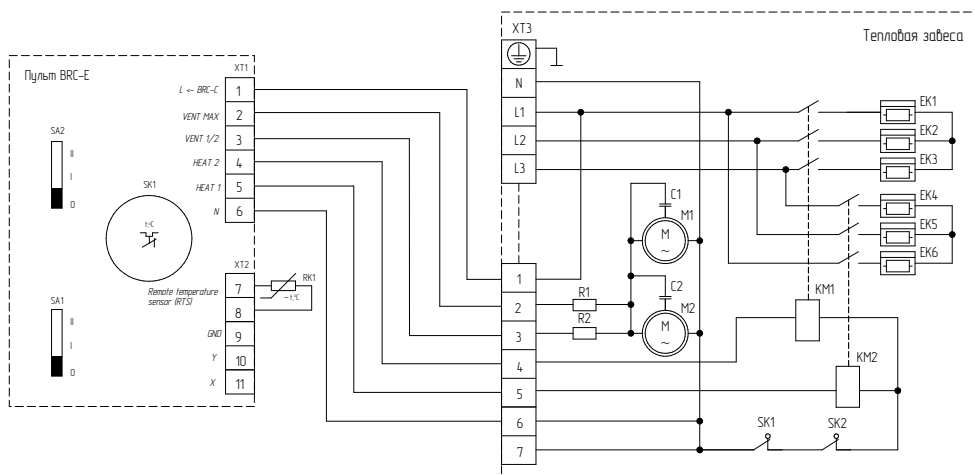 Пульт BRC-E
SA2
II
I
0
SK1
t,°C
SA1
II
I
0
XT1
L <- BRC-C 1
VENT MAX 2
VENT 1/2 3
HEAT 2 4
HEAT 1 5
N 6
XT2
Remote temperature
sensor (RTS)
7
8
GND 9
Y 10
X 11
RK1
– t,°C
Тепловая завеса
XT3
N
L1
L2
L3
1
2
3
4
5
6
7
C1
M1
M
~
C2
M2
M
~
R1
R2
EK1
EK2
EK3
EK4
EK5
EK6
KM1
KM2
SK1
SK2